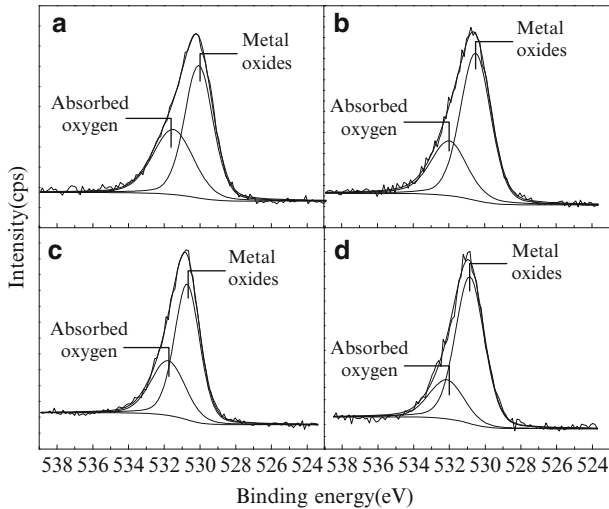 a
Metal
oxides
Absorbed
oxygen
b
Metal
oxides
Absorbed
oxygen
c
Metal
oxides
Absorbed
oxygen
d
Metal
oxides
Absorbed
oxygen
Intensity(cps)
538 536 534 532 530 528 526 524 538 536 534 532 530 528 526 524
Binding energy(eV)